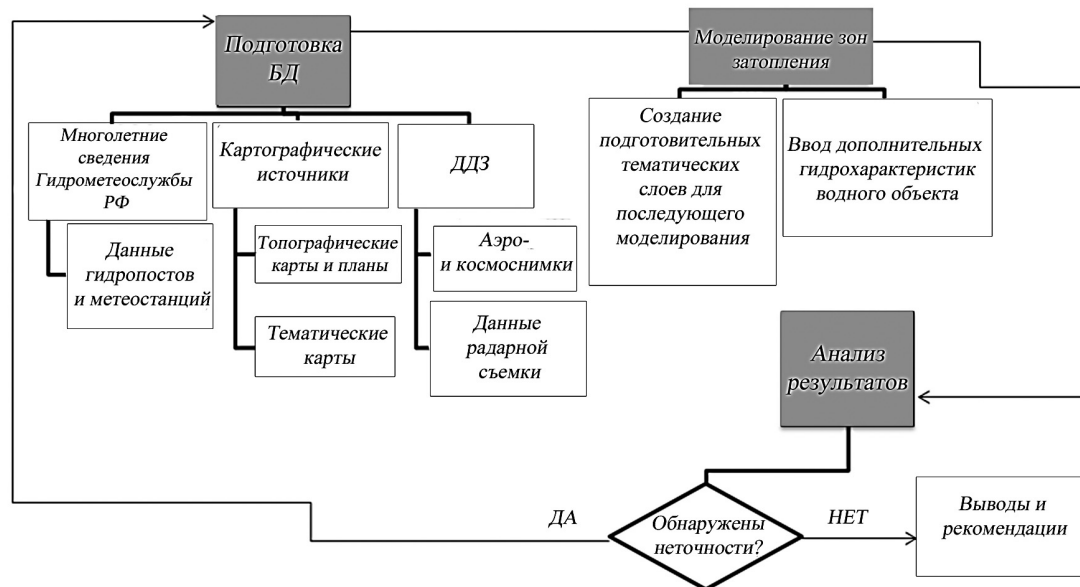 Подготовка
БД
Моделирование зон
затопления
Многолетние
сведения
Гидрометеослужбы
РФ
Картографические
источники
ДДЗ
Создание
подготовительных
тематических
слоев для
последующего
моделирования
Ввод дополнительных
гидрохарактеристик
водного объекта
Данные
гидропостов
и метеостанций
Топографические
карты и планы
Аэро-
и космоснимки
Тематические
карты
Данные
радарной
съемки
Анализ
результатов
ДА
Обнаружены
неточности?
НЕТ
Выводы и
рекомендации